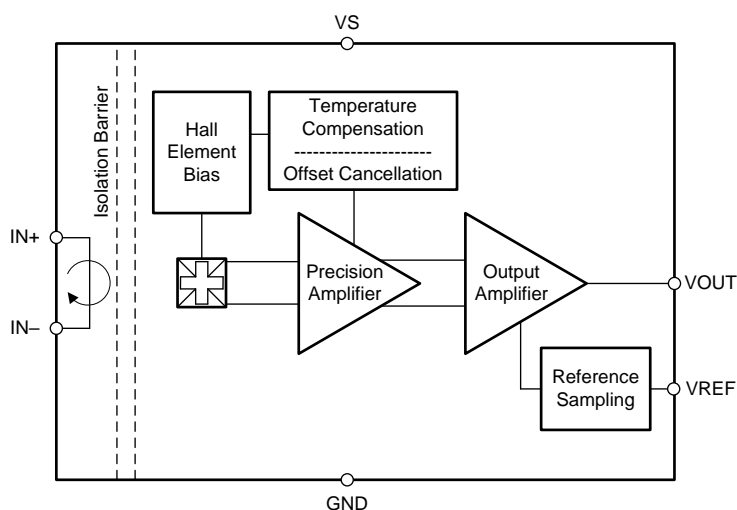 VS
Isolation Barrier
Hall
Element
Bias
Temperature
Compensation
Offset Cancellation
IN+
IN–
Precision
Amplifier
Output
Amplifier
VOUT
Reference
Sampling
VREF
GND